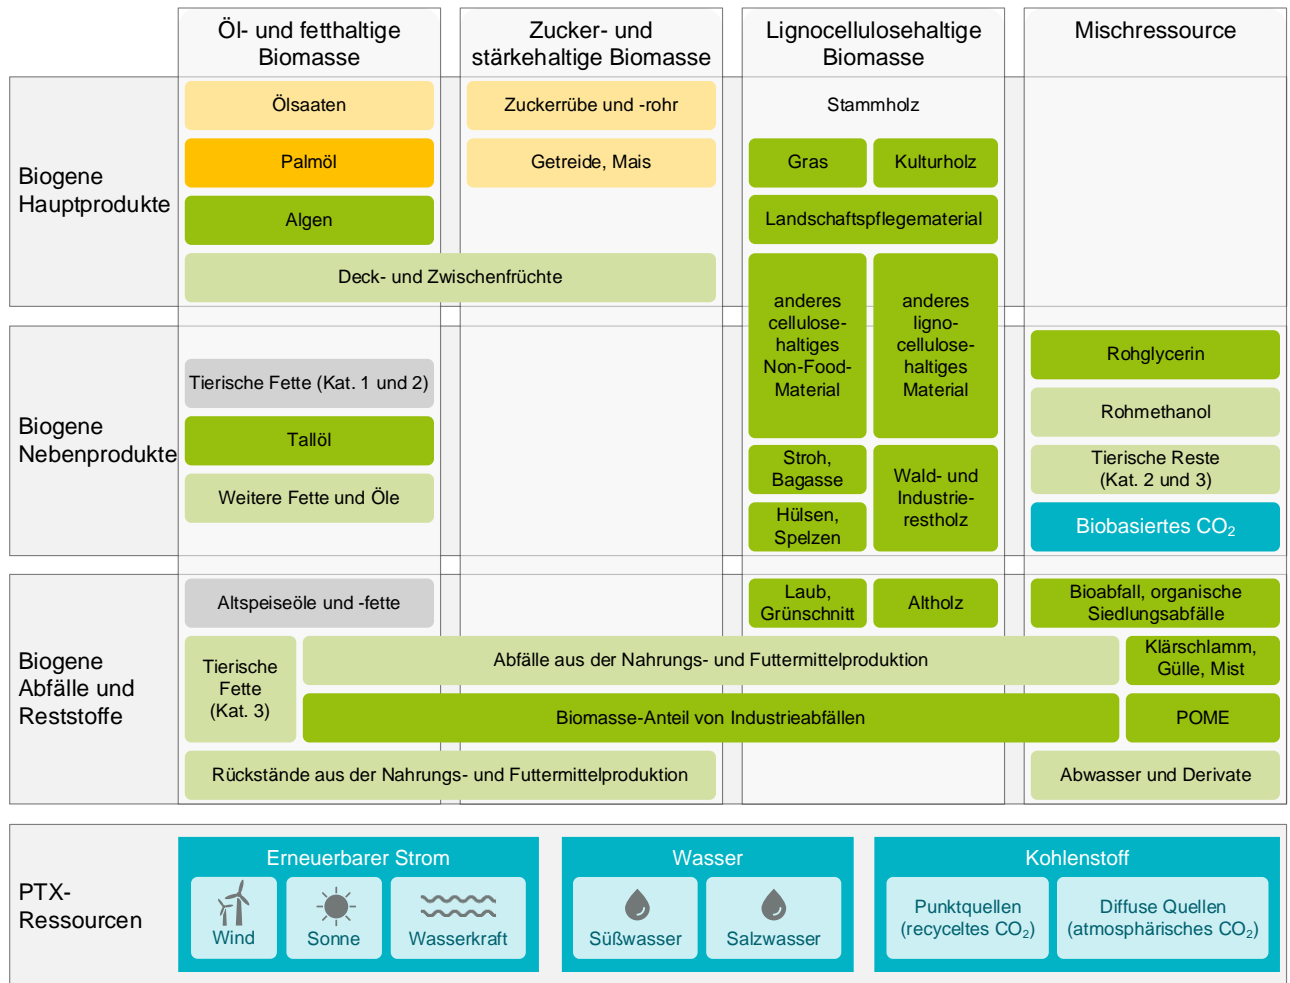 Öl- und fetthaltige
Biomasse
Zucker- und
stärkehaltige Biomasse
Lignocellulosehaltige
Biomasse
Mischressource
Biogene
Hauptprodukte
Ölsaaten
Zuckerrübe und -rohr
Stammholz
Palmöl
Getreide, Mais
Gras
Kulturholz
Algen
Landschaftspflegematerial
Deck- und Zwischenfrüchte
anderes
cellulose-
haltiges
Non-Food-
Material
anderes
ligno-
cellulose-
haltiges
Material
Biogene
Nebenprodukte
Tierische Fette (Kat. 1 und 2)
Tallöl
Weitere Fette und Öle
Stroh,
Bagasse
Hülsen,
Spelzen
Wald- und
Industrie-
restholz
Rohglycerin
Rohmethanol
Tierische Reste
(Kat. 2 und 3)
Biobasiertes CO₂
Biogene
Abfälle und
Reststoffe
Altspeiseöle und -fette
Laub,
Grünschnitt
Altholz
Bioabfall, organische
Siedlungsabfälle
Tierische
Fette
(Kat. 3)
Abfälle aus der Nahrungs- und Futtermittelproduktion
Klärschlamm,
Gülle, Mist
Biomasse-Anteil von Industrieabfällen
POME
Rückstände aus der Nahrungs- und Futtermittelproduktion
Abwasser und Derivate
PTX-
Ressourcen
Erneuerbarer Strom
Wind
Sonne
Wasserkraft
Wasser
Süßwasser
Salzwasser
Kohlenstoff
Punktquellen
(recyceltes CO₂)
Diffuse Quellen
(atmosphärisches CO₂)